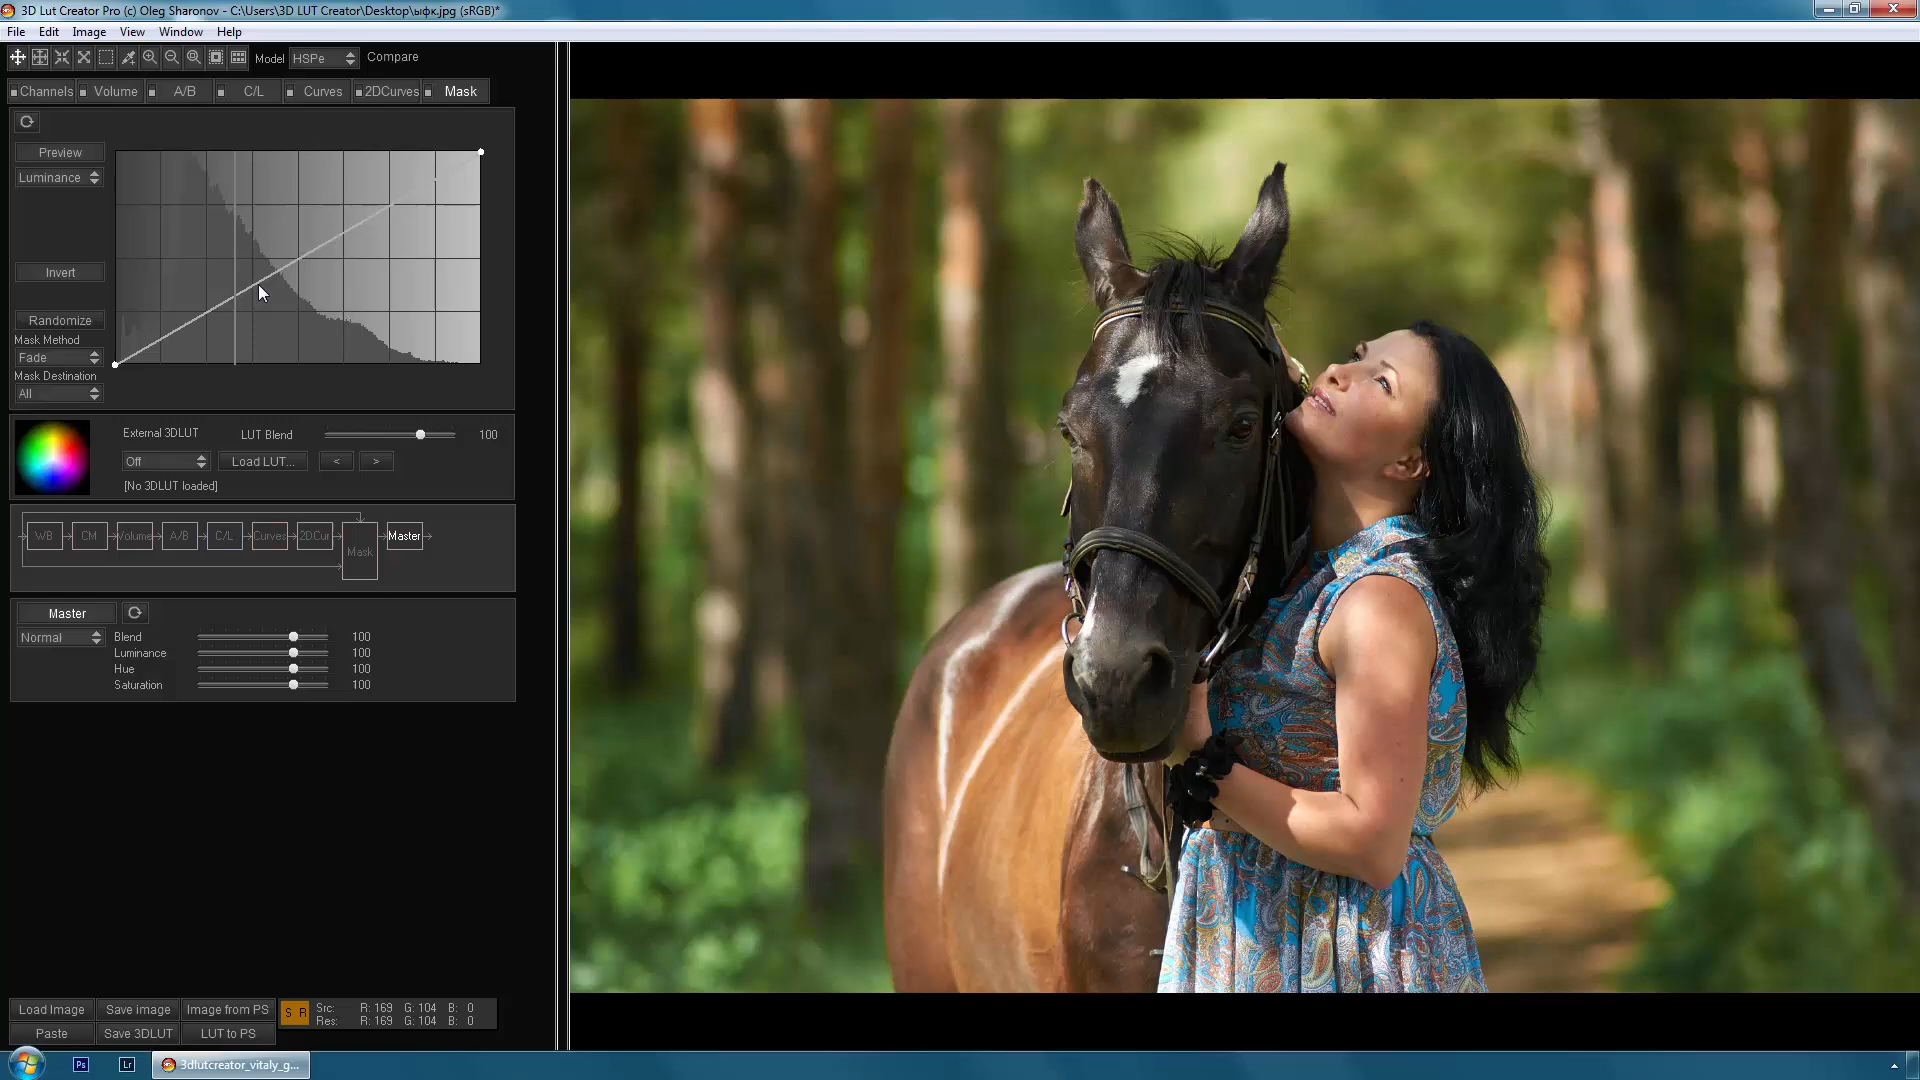 3D Lut Creator Pro (c) Oleg Sharonov - C:\Users\3D LUT Creator\Desktop\ыфк.jpg (sRGB)*
File Edit Image View Window Help
Model HSPe Compare
Channels Volume A/B C/L Curves 2DCurves Mask
Preview
Luminance
Invert
Randomize
Mask Method
Fade
Mask Destination
All
External 3DLUT LUT Blend 100
Off Load LUT... < >
[No 3DLUT loaded]
WB CM Volume A/B C/L Curves 2DCur Mask Master
Master
Normal
Blend 100
Luminance 100
Hue 100
Saturation 100
Load Image Save image Image from PS
Paste Save 3DLUT LUT to PS
S R
Src: R: 169 G: 104 B: 0
Res: R: 169 G: 104 B: 0
Ps Lr 3dlutcreator_vitaly_g...